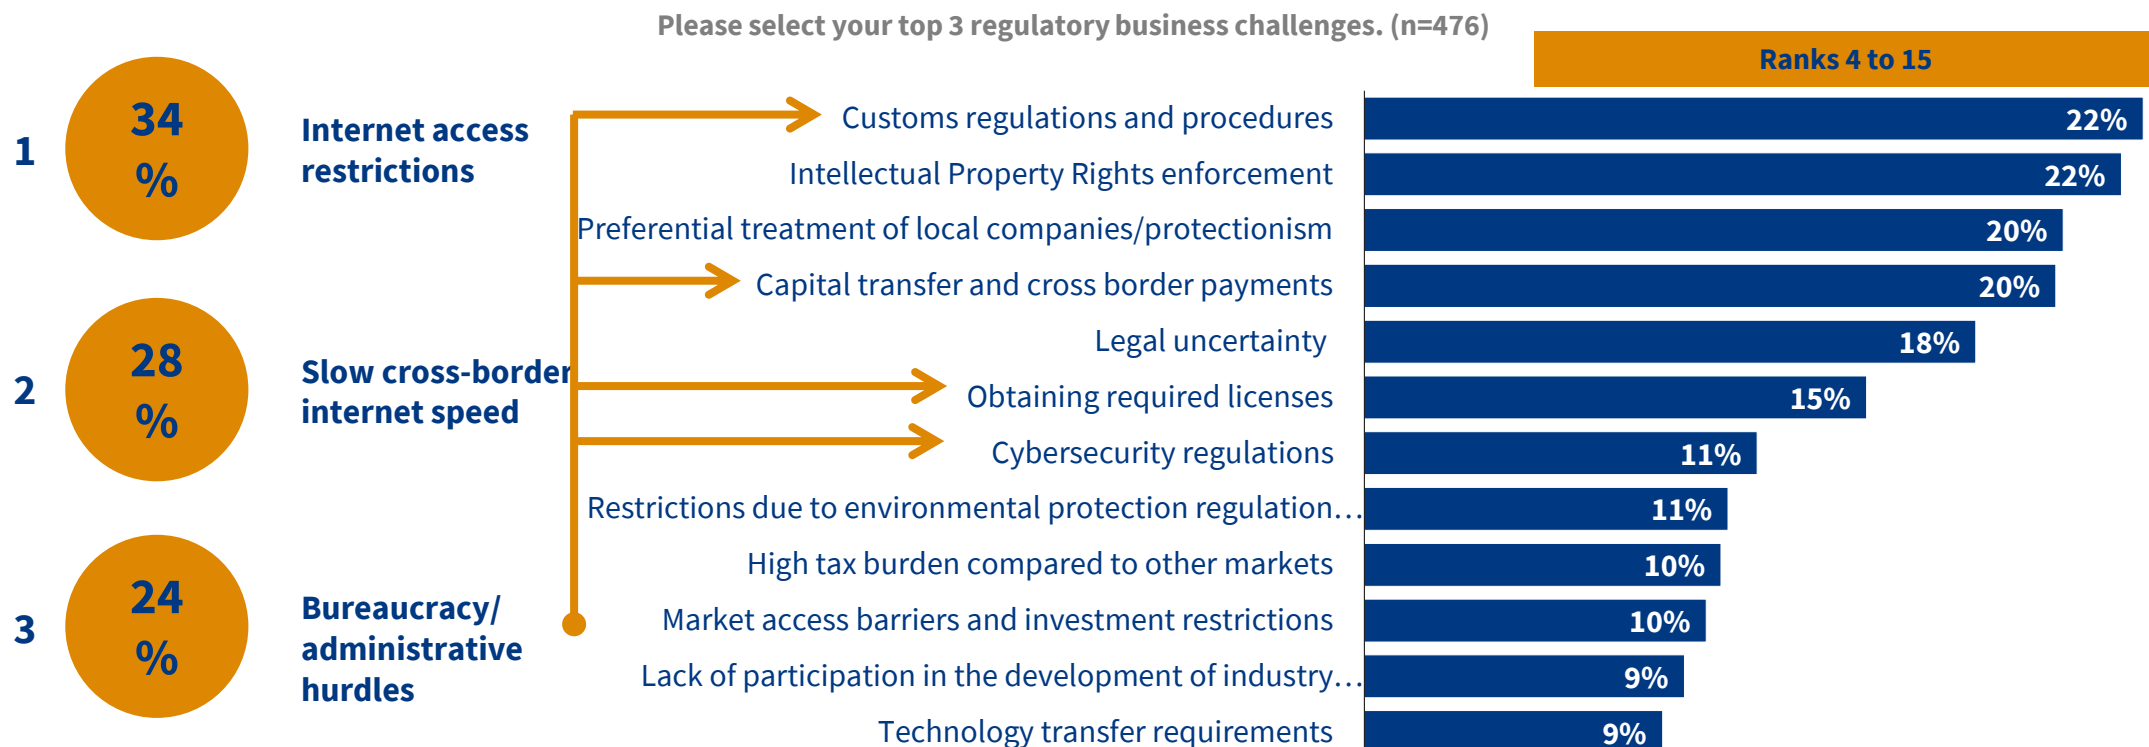 Please select your top 3 regulatory business challenges. (n=476)
Ranks 4 to 15
1
34
%
Internet access
restrictions
2
28
%
Slow cross-border
internet speed
3
24
%
Bureaucracy/
administrative
hurdles
Customs regulations and procedures 22%
Intellectual Property Rights enforcement 22%
Preferential treatment of local companies/protectionism 20%
Capital transfer and cross border payments 20%
Legal uncertainty 18%
Obtaining required licenses 15%
Cybersecurity regulations 11%
Restrictions due to environmental protection regulation… 11%
High tax burden compared to other markets 10%
Market access barriers and investment restrictions 10%
Lack of participation in the development of industry… 9%
Technology transfer requirements 9%